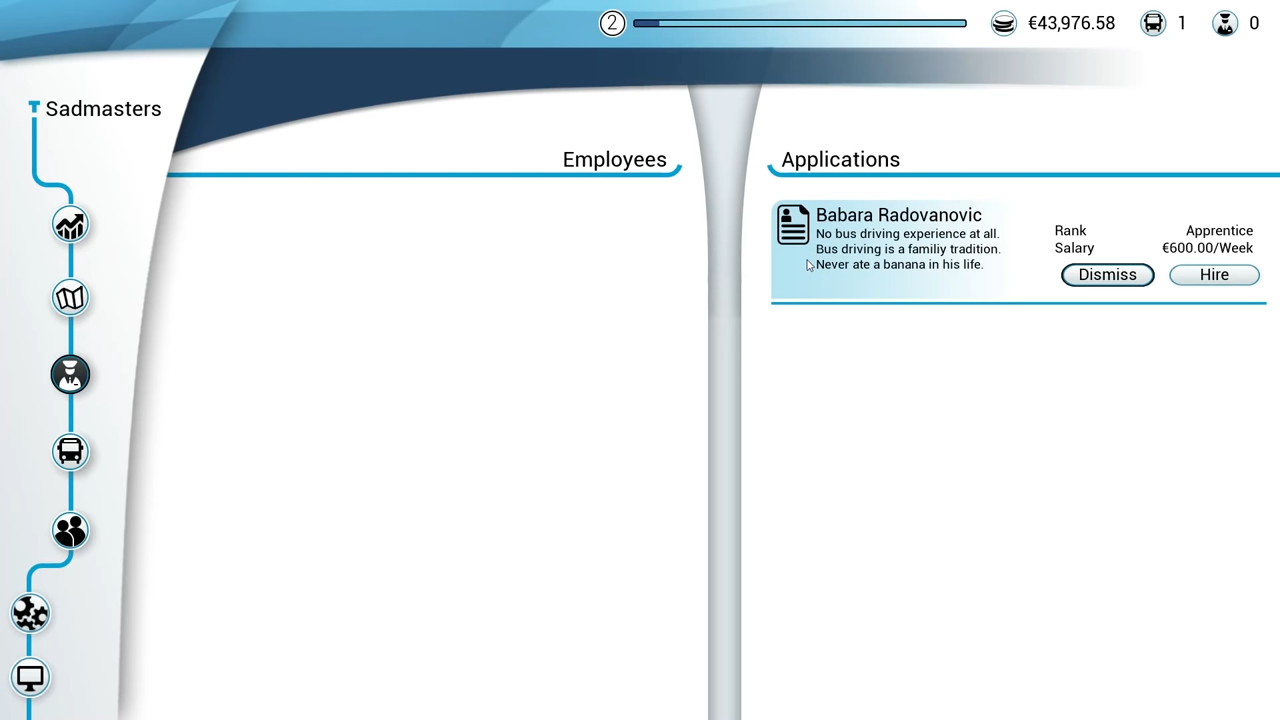 2
€43,976.58
1
0
Sadmasters
Employees
Applications
Babara Radovanovic
No bus driving experience at all.
Bus driving is a familiy tradition.
Never ate a banana in his life.
Rank Apprentice
Salary €600.00/Week
Dismiss Hire